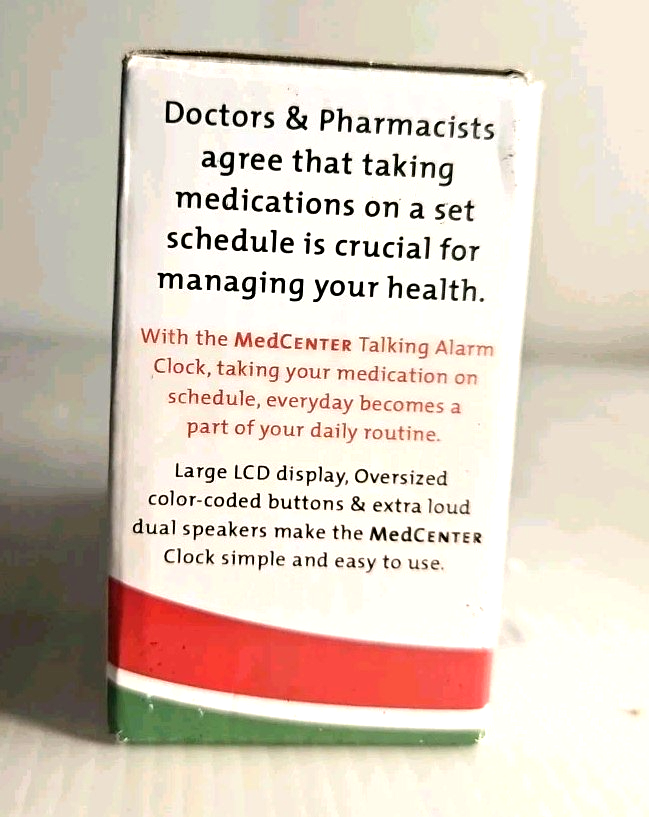 Doctors & Pharmacists
agree that taking
medications on a set
schedule is crucial for
managing your health.
With the MEDCENTER Talking Alarm
Clock, taking your medication on
schedule, everyday becomes a
part of your daily routine.
Large LCD display, Oversized
color-coded buttons & extra loud
dual speakers make the MEDCENTER
Clock simple and easy to use.